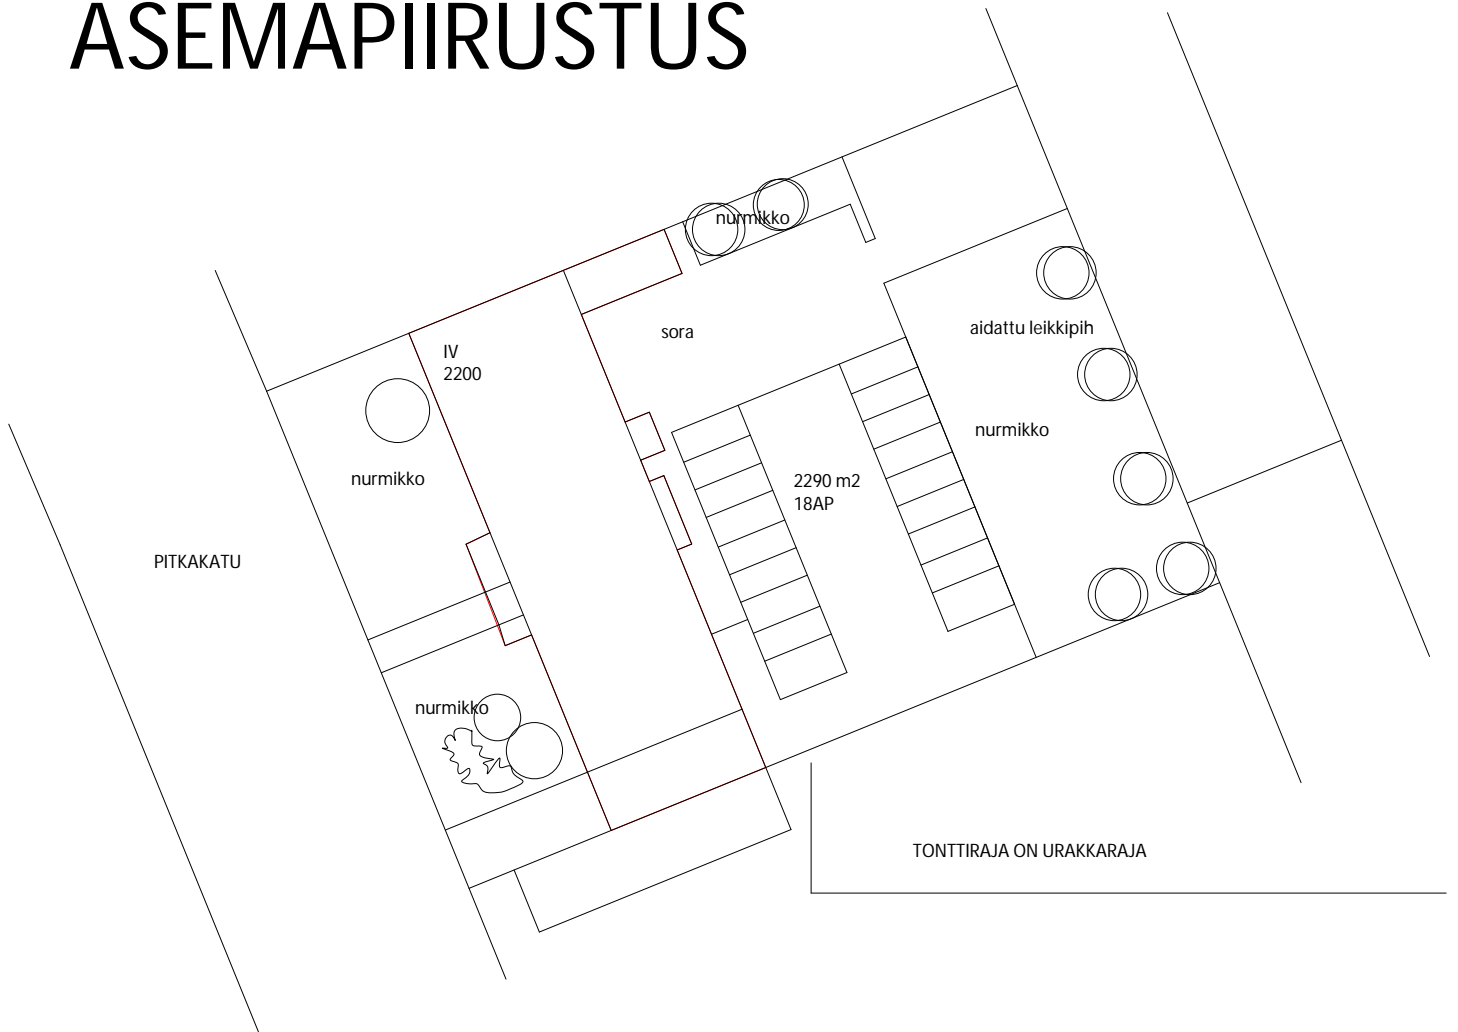 ASEMAPIIRUSTUS
nurmikko
sora
aidattu leikkipih
IV
2200
nurmikko
nurmikko
2290 m2
18AP
PITKAKATU
nurmikko
TONTTIRAJA ON URAKKARAJA